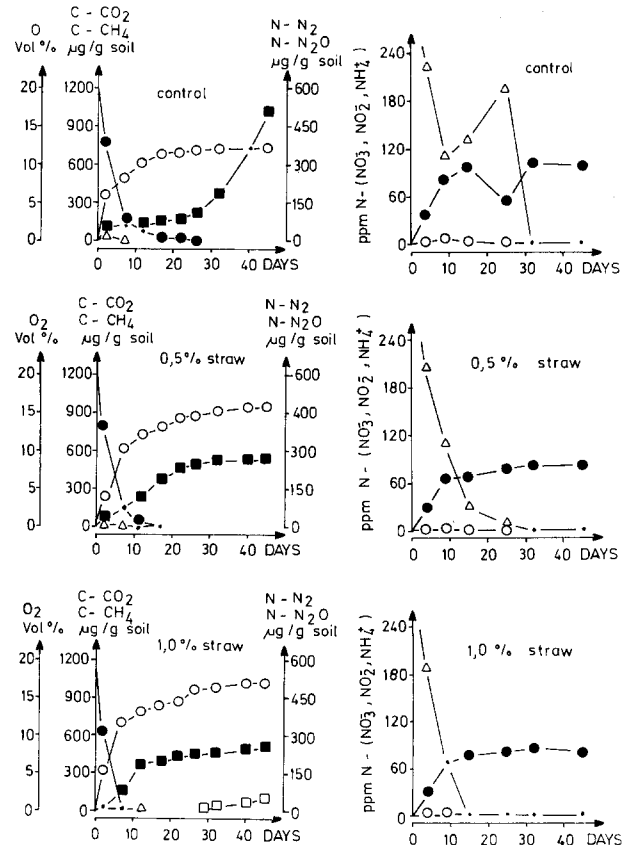 O
Vol %
C - CO2
C - CH4
µg/g soil
N - N2
N - N2O
µg/g soil
control
20
15
10
5
0
1200
900
600
300
0
600
450
300
150
0
0 10 20 30 40 DAYS
ppm N - (NO3-, NO2-, NH4+)
control
240
180
120
60
0
0 10 20 30 40 DAYS
O2
Vol %
C - CO2
C - CH4
µg/g soil
N - N2
N - N2O
µg/g soil
0,5% straw
20
15
10
5
0
1200
900
600
300
0
600
450
300
150
0
0 10 20 30 40 DAYS
ppm N - (NO3-, NO2-, NH4+)
0,5% straw
240
180
120
60
0
0 10 20 30 40 DAYS
O2
Vol %
C - CO2
C - CH4
µg/g soil
N - N2
N - N2O
µg/g soil
1,0% straw
20
15
10
5
0
1200
900
600
300
0
600
450
300
150
0
0 10 20 30 40 DAYS
ppm N - (NO3-, NO2-, NH4+)
1,0% straw
240
180
120
60
0
0 10 20 30 40 DAYS